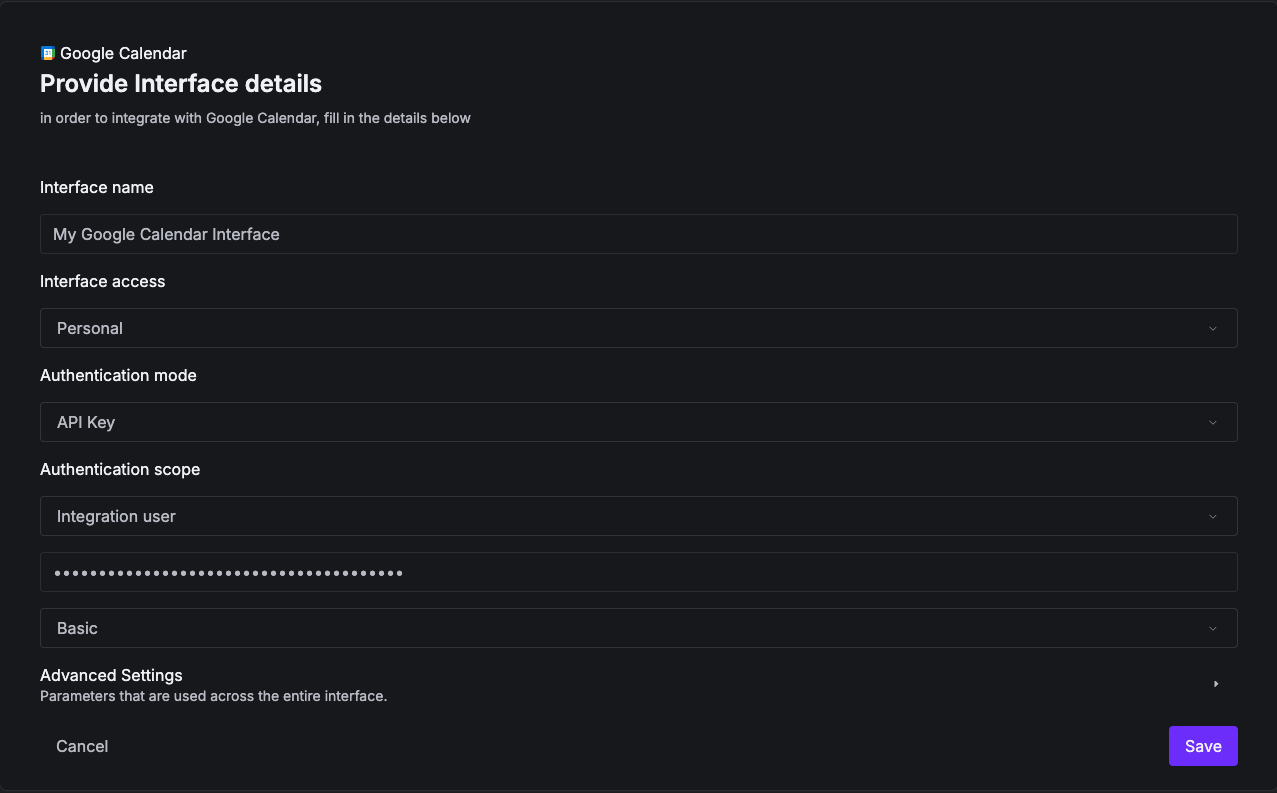 Google Calendar
Provide Interface details
in order to integrate with Google Calendar, fill in the details below
Interface name
My Google Calendar Interface
Interface access
Personal
Authentication mode
API Key
Authentication scope
Integration user
•••••••••••••••••••••••••••••••••••••••
Basic
Advanced Settings
Parameters that are used across the entire interface.
Cancel
Save